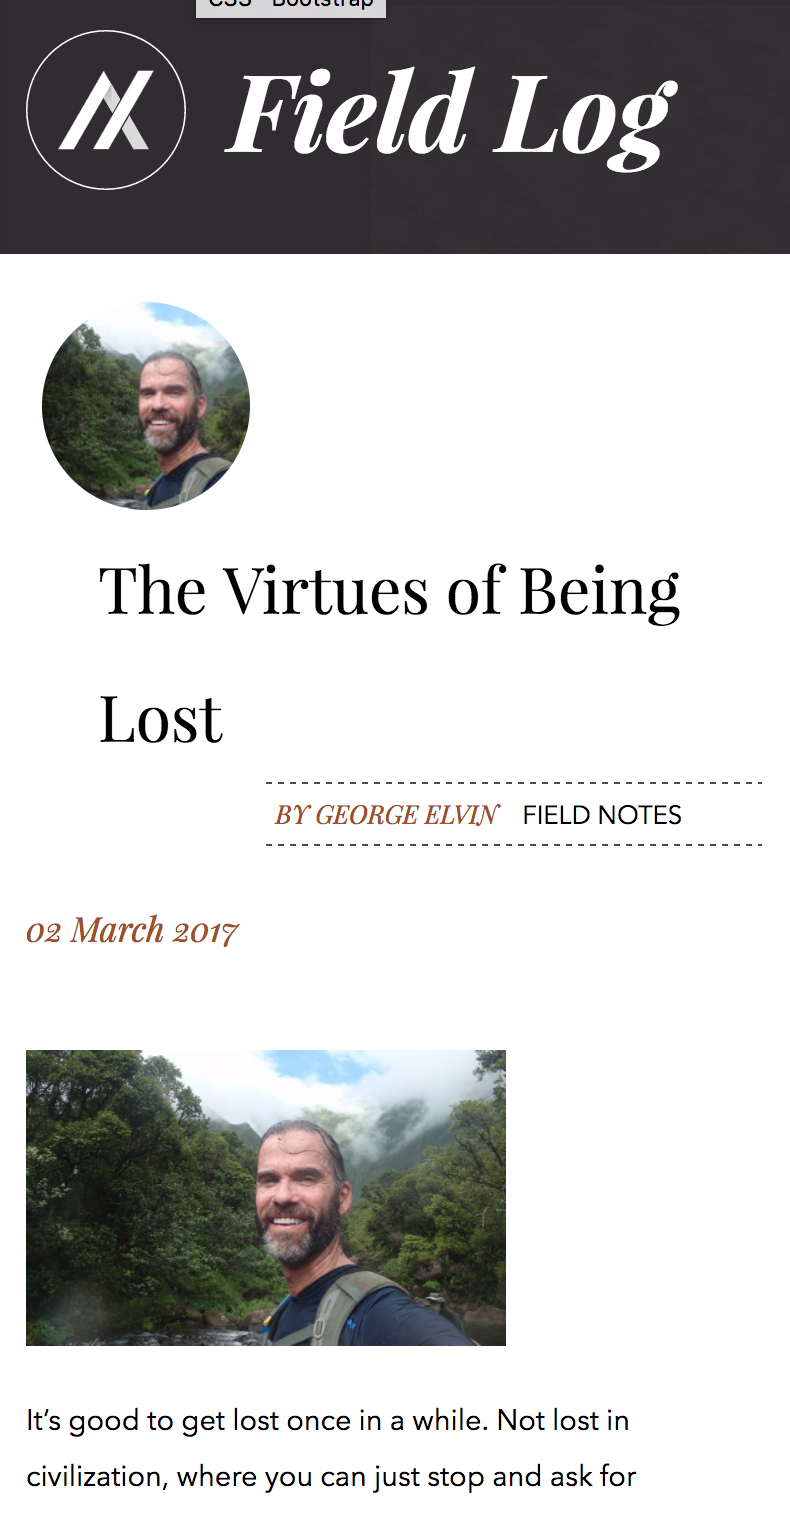 CSS - Bootstrap
Field Log
The Virtues of Being
Lost
BY GEORGE ELVIN FIELD NOTES
02 March 2017
It’s good to get lost once in a while. Not lost in
civilization, where you can just stop and ask for